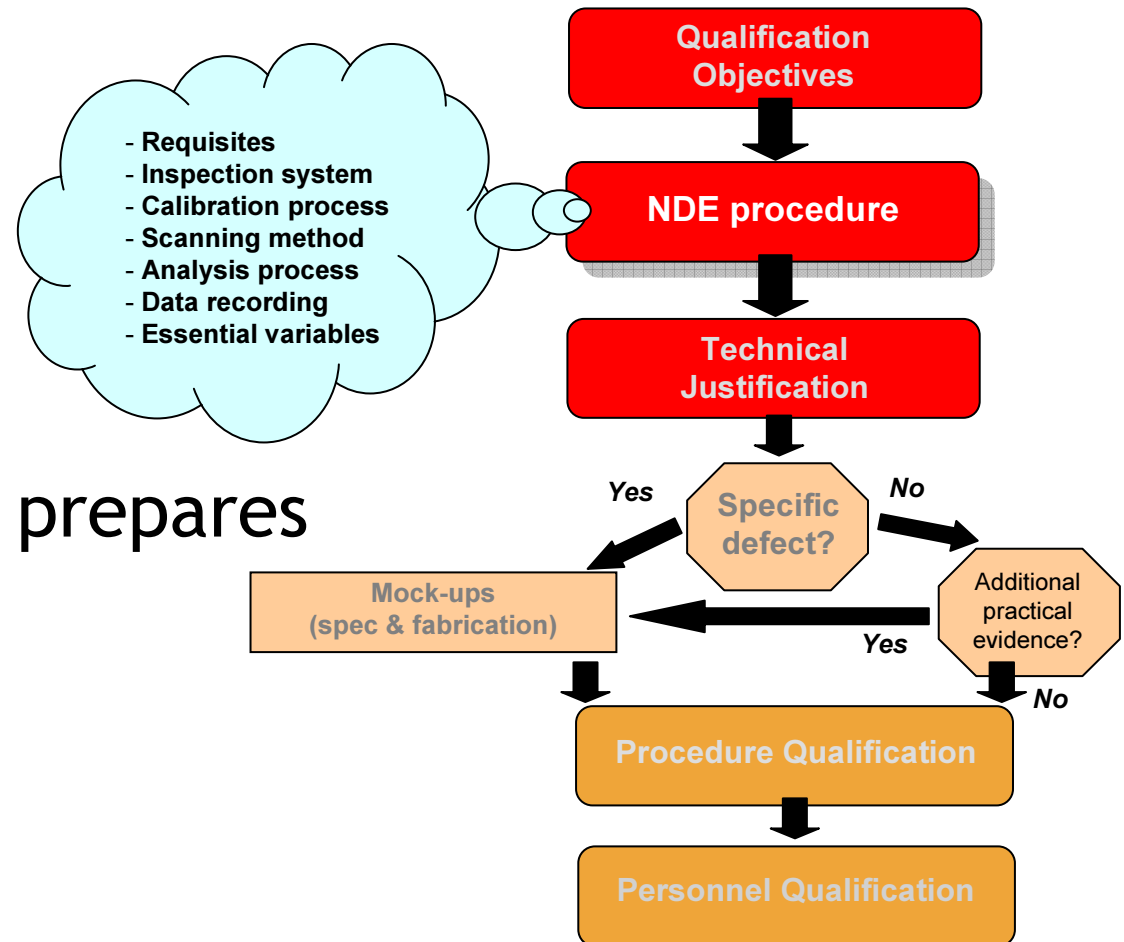 Qualification
Objectives
- Requisites
- Inspection system
- Calibration process
- Scanning method
- Analysis process
- Data recording
- Essential variables
NDE procedure
Technical
Justification
prepares
Yes
Specific
defect?
No
Mock-ups
(spec & fabrication)
Additional
practical
evidence?
Yes
No
Procedure Qualification
Personnel Qualification